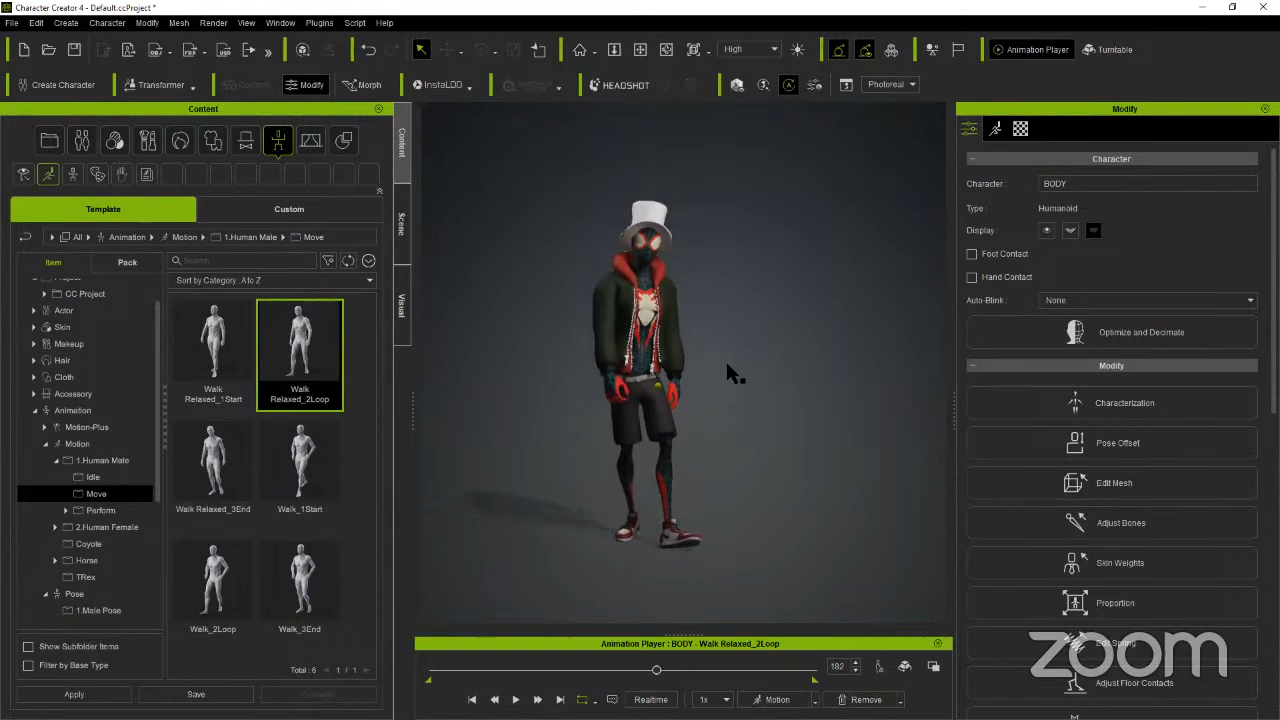 Character Creator 4 - Default.ccProject *
File Edit Create Character Modify Mesh Render View Window Plugins Script Help
High Animation Player Turntable
Create Character Transformer Conform Modify Morph InstaLOD HEADSHOT Photoreal
Content
Template Custom
All Animation Motion 1.Human Male Move
Item Pack
Search
Sort by Category A to Z
CC Project
Actor
Skin
Makeup
Hair
Cloth
Accessory
Animation
Motion-Plus
Motion
1.Human Male
Idle
Move
Perform
2.Human Female
Coyote
Horse
TRex
Pose
1.Male Pose
Walk Relaxed_1Start
Walk Relaxed_2Loop
Walk Relaxed_3End
Walk_1Start
Walk_2Loop
Walk_3End
Show Subfolder Items
Filter by Base Type
Total : 6 1 / 1
Apply Save
Content
Scene
Visual
Animation Player : BODY - Walk Relaxed_2Loop
182
Realtime 1x Motion Remove
Modify
Character
Character : BODY
Type : Humanoid
Display :
Foot Contact
Hand Contact
Auto-Blink : None
Optimize and Decimate
Modify
Characterization
Pose Offset
Edit Mesh
Adjust Bones
Skin Weights
Proportion
Edit Spring
Adjust Floor Contacts
zoom